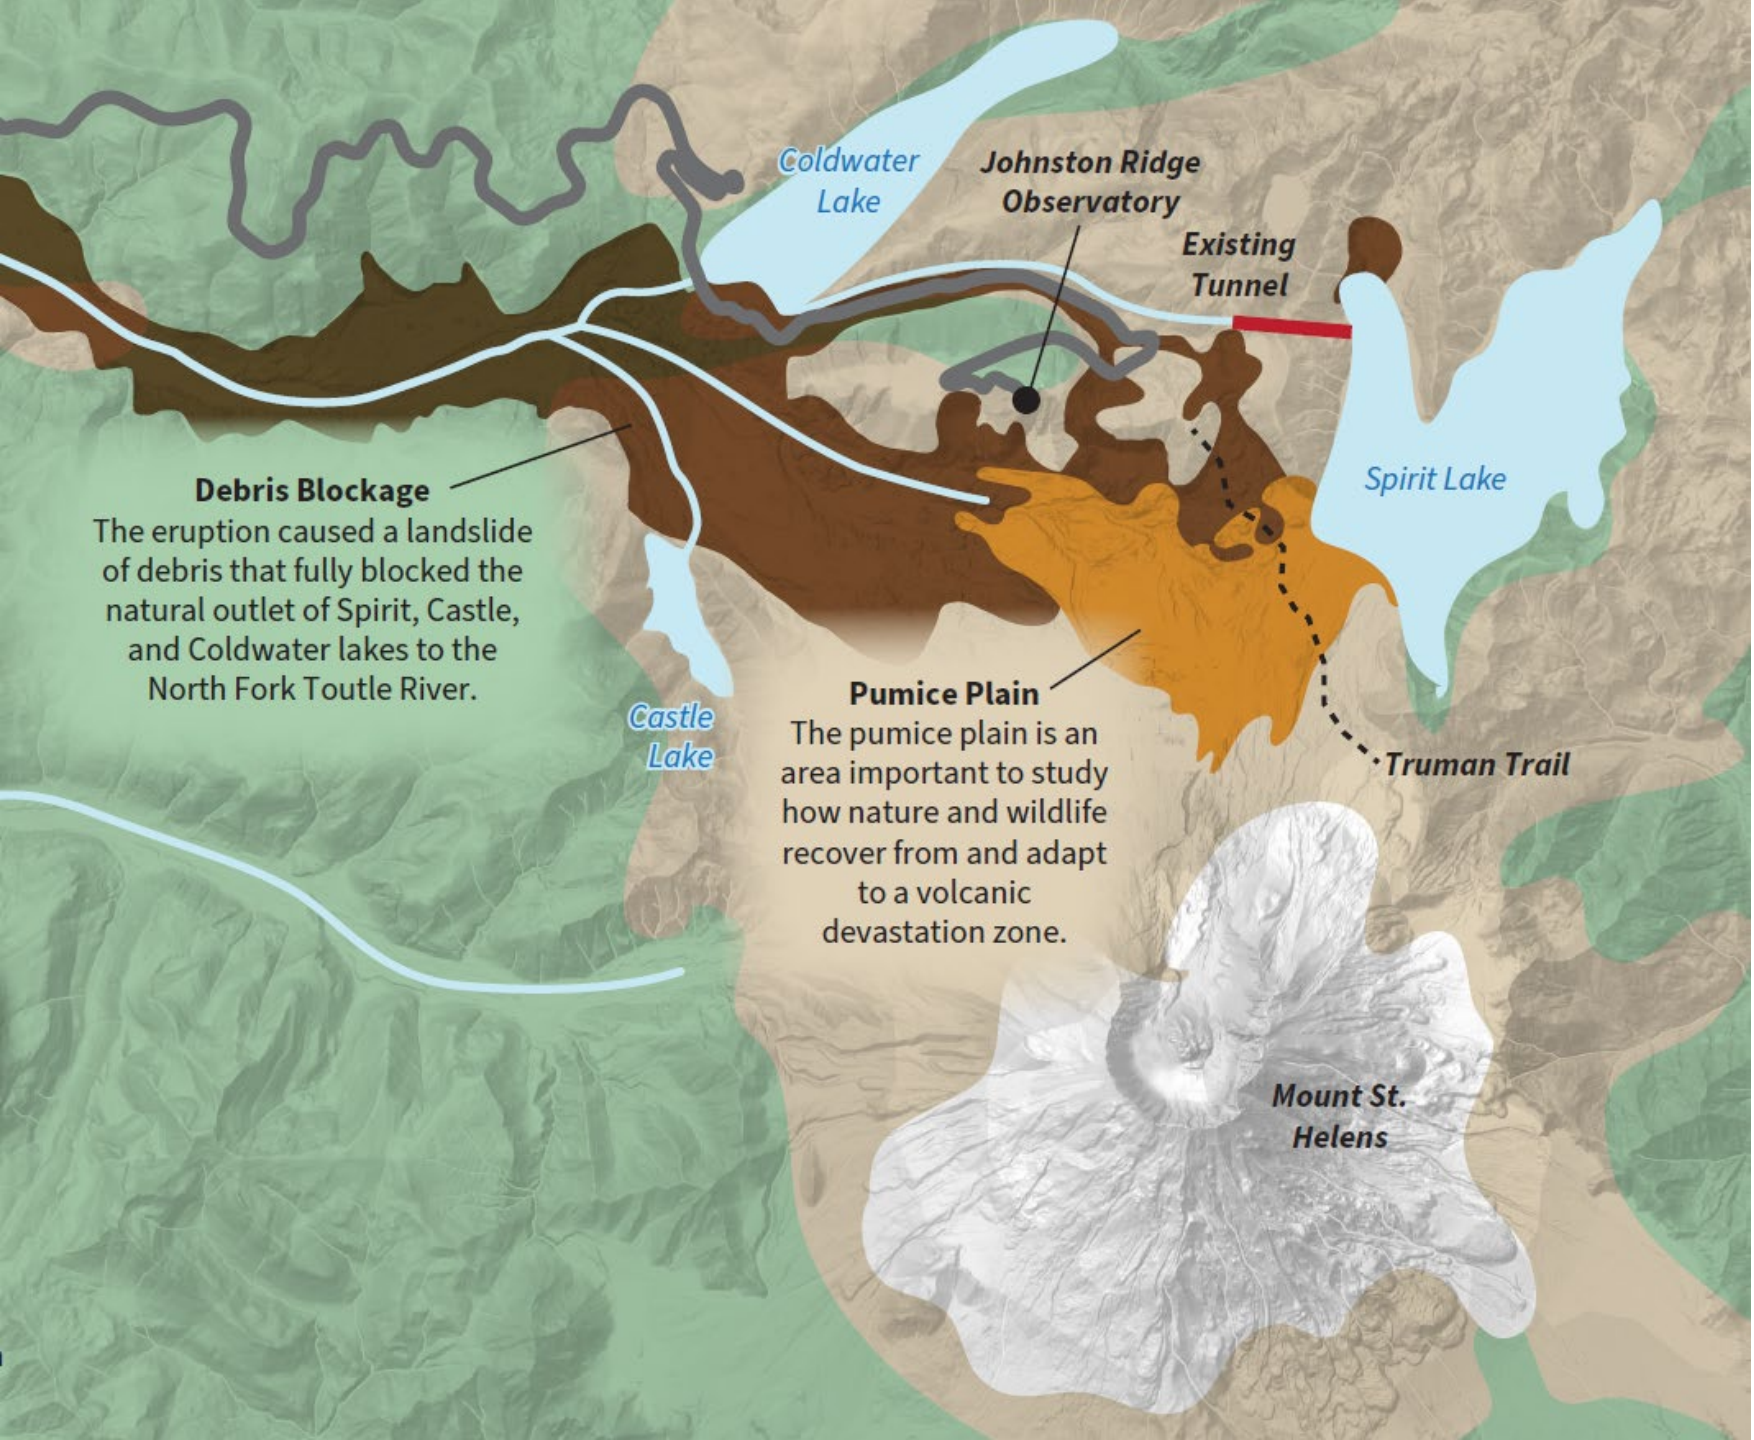 Coldwater
Lake
Johnston Ridge
Observatory
Existing
Tunnel
Spirit Lake
Debris Blockage
The eruption caused a landslide
of debris that fully blocked the
natural outlet of Spirit, Castle,
and Coldwater lakes to the
North Fork Toutle River.
Castle
Lake
Pumice Plain
The pumice plain is an
area important to study
how nature and wildlife
recover from and adapt
to a volcanic
devastation zone.
Truman Trail
Mount St.
Helens